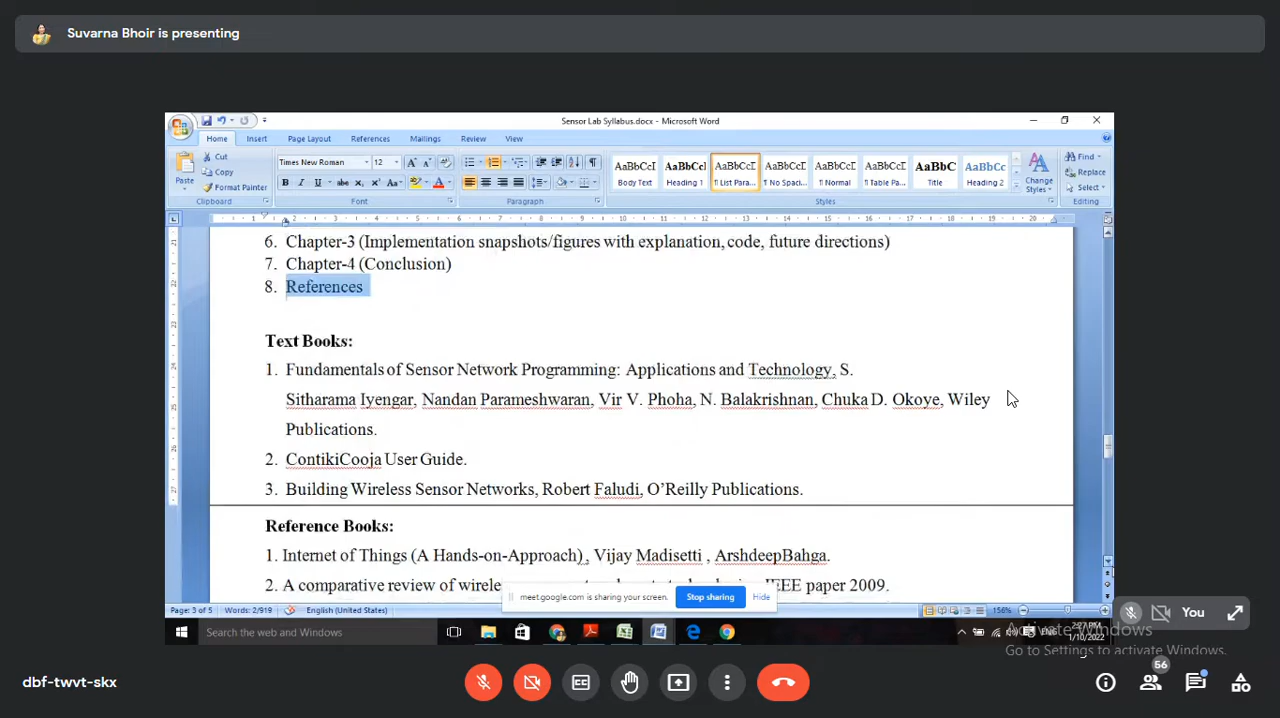 Suvarna Bhoir is presenting
Sensor Lab Syllabus.docx - Microsoft Word
Home Insert Page Layout References Mailings Review View
Paste
Cut
Copy
Format Painter
Clipboard
Times New Roman 12
Font
Paragraph
Body Text Heading 1 List Para... No Spaci... Normal Table Pa... Title Heading 2
Change Styles
Styles
Find
Replace
Select
Editing
6. Chapter-3 (Implementation snapshots/figures with explanation, code, future directions)
7. Chapter-4 (Conclusion)
8. References
Text Books:
1. Fundamentals of Sensor Network Programming: Applications and Technology, S.
Sitharama Iyengar, Nandan Parameshwaran, Vir V. Phoha, N. Balakrishnan, Chuka D. Okoye, Wiley
Publications.
2. ContikiCooja User Guide.
3. Building Wireless Sensor Networks, Robert Faludi, O'Reilly Publications.
Reference Books:
1. Internet of Things (A Hands-on-Approach) , Vijay Madisetti , ArshdeepBahga.
2. A comparative review of wirele IEEE paper 2009.
meet.google.com is sharing your screen. Stop sharing Hide
Page: 3 of 5 Words: 2/919 English (United States) 156%
You
Search the web and Windows
1/10/2022
Activate Windows
Go to Settings to activate Windows.
dbf-twvt-skx
56